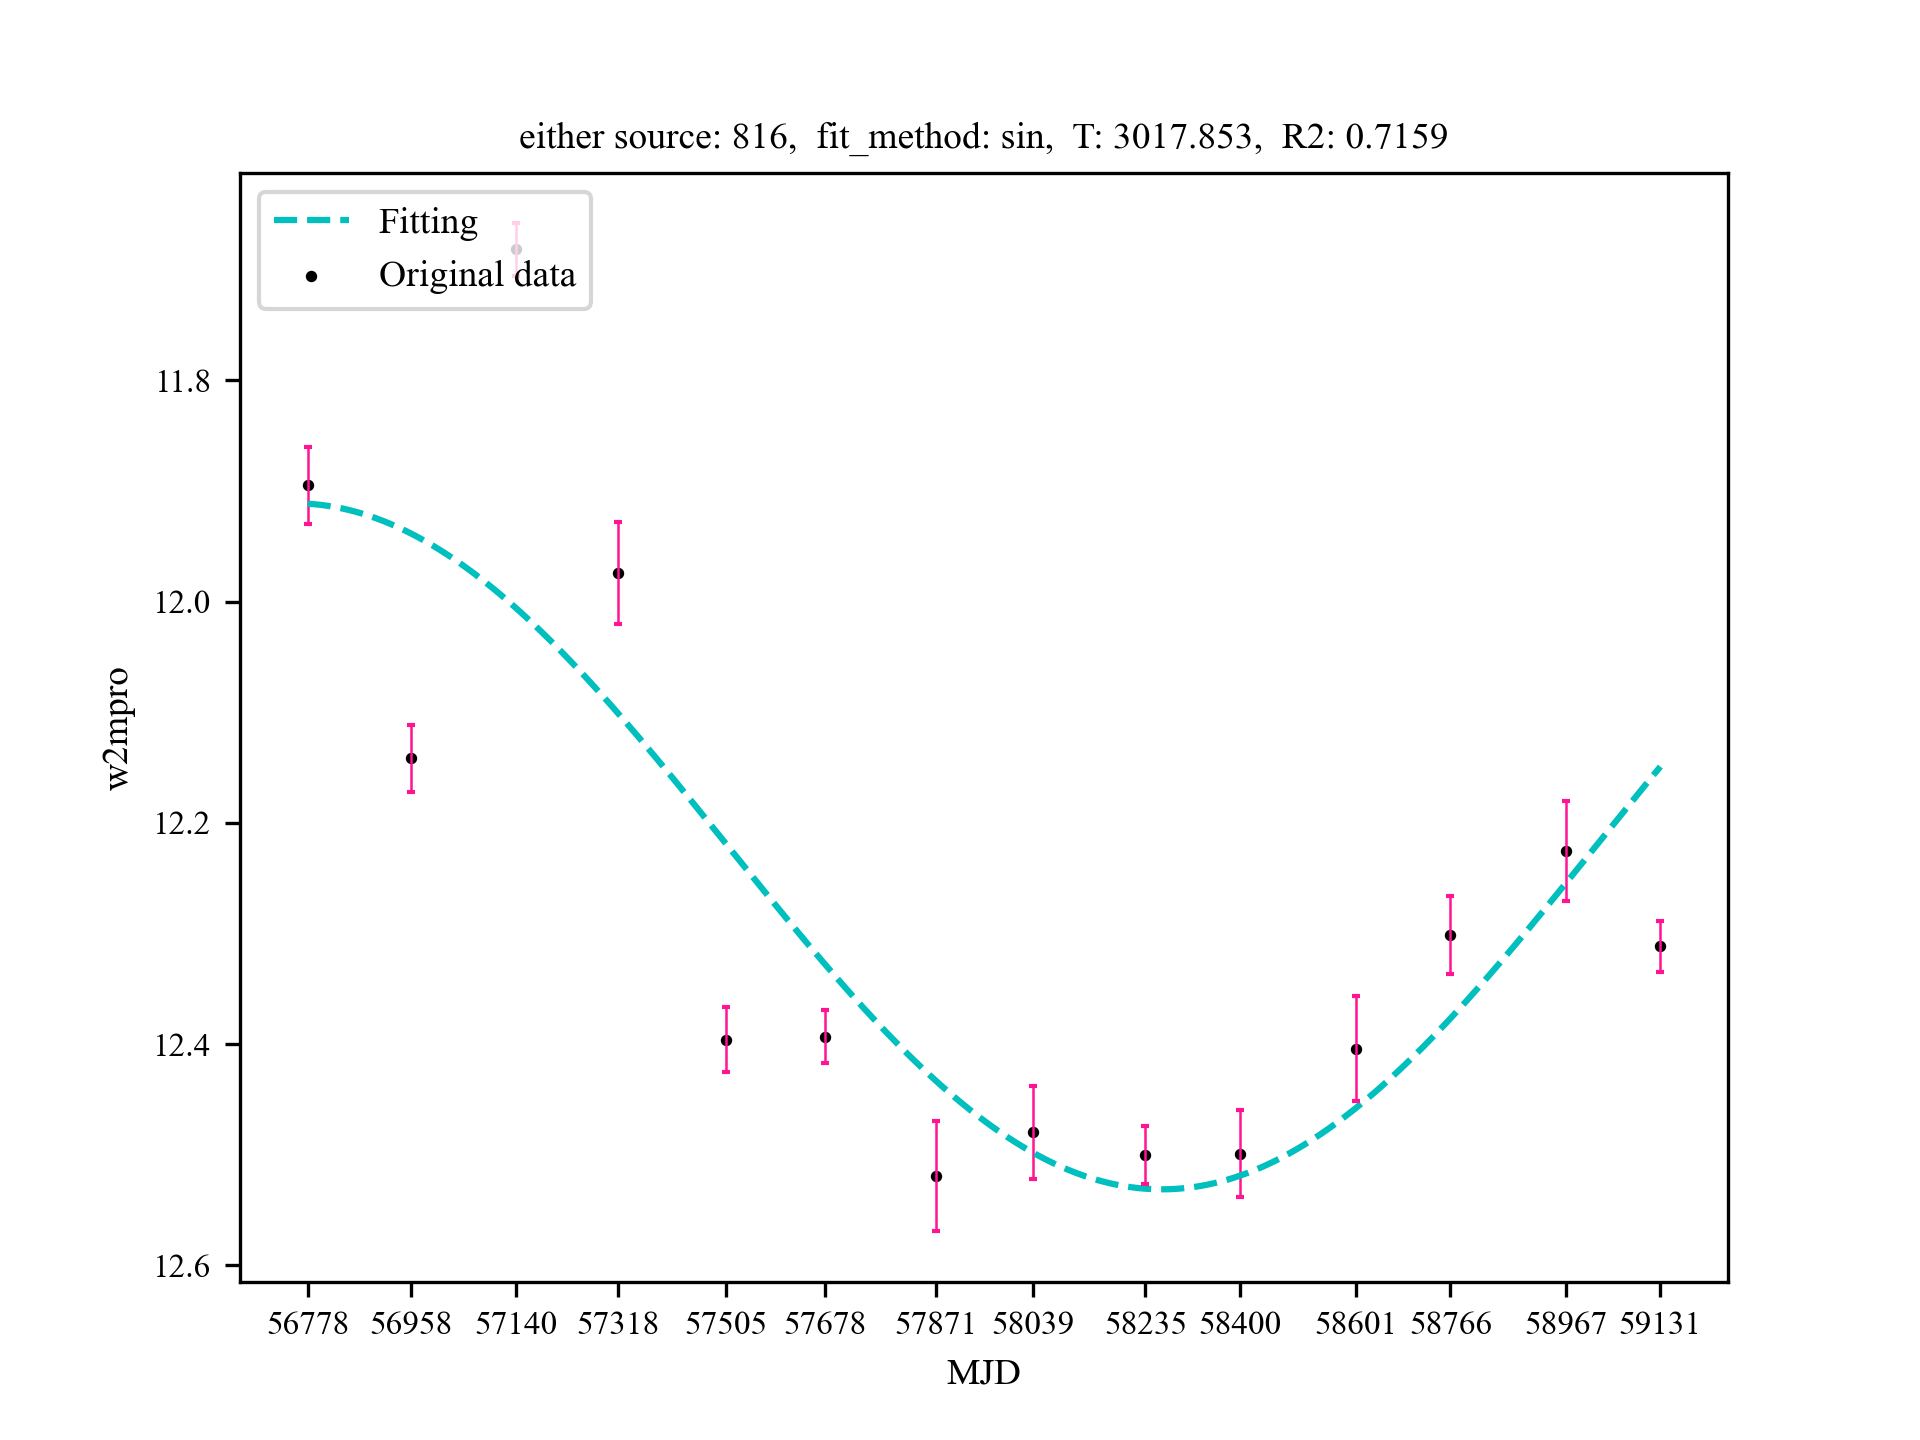 either source: 816,  fit_method: sin,  T: 3017.853,  R2: 0.7159
Fitting
Original data
11.8
12.0
12.2
12.4
12.6
w2mpro
56778 56958 57140 57318 57505 57678 57871 58039 58235 58400 58601 58766 58967 59131
MJD